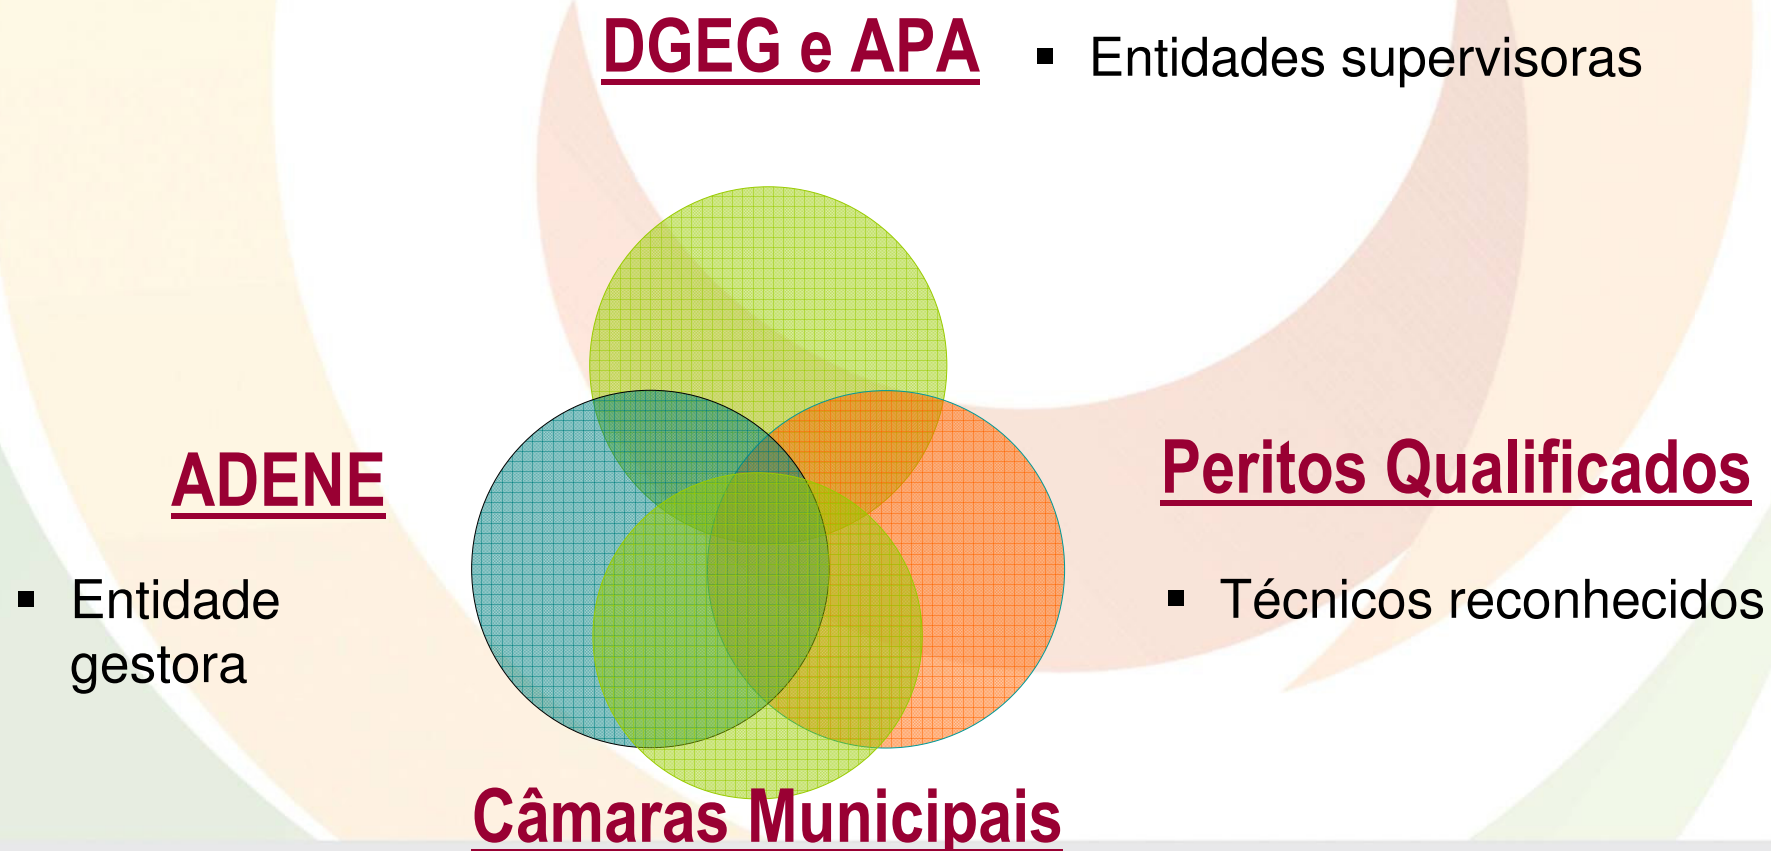 DGEG e APA
▪ Entidades supervisoras
ADENE
▪ Entidade
gestora
Peritos Qualificados
▪ Técnicos reconhecidos
Câmaras Municipais